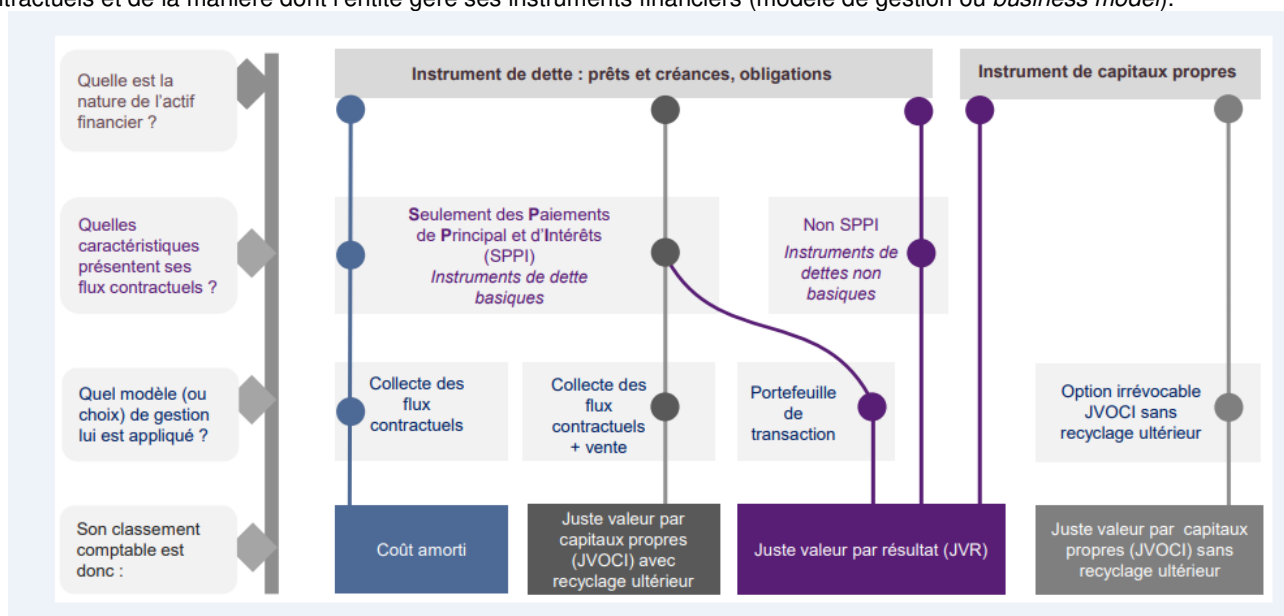 ntractuels et de la manière dont l'entité gère ses instruments financiers (modèle de gestion ou business model).
Quelle est la
nature de l'actif
financier ?
Instrument de dette : prêts et créances, obligations
Instrument de capitaux propres
Quelles
caractéristiques
présentent ses
flux contractuels ?
Seulement des Paiements
de Principal et d'Intérêts
(SPPI)
Instruments de dette
basiques
Non SPPI
Instruments de
dettes non
basiques
Quel modèle (ou
choix) de gestion
lui est appliqué ?
Collecte des
flux
contractuels
Collecte des
flux
contractuels
+ vente
Portefeuille
de
transaction
Option irrévocable
JVOCI sans
recyclage ultérieur
Son classement
comptable est
donc :
Coût amorti
Juste valeur par
capitaux propres
(JVOCI) avec
recyclage ultérieur
Juste valeur par résultat (JVR)
Juste valeur par capitaux
propres (JVOCI) sans
recyclage ultérieur